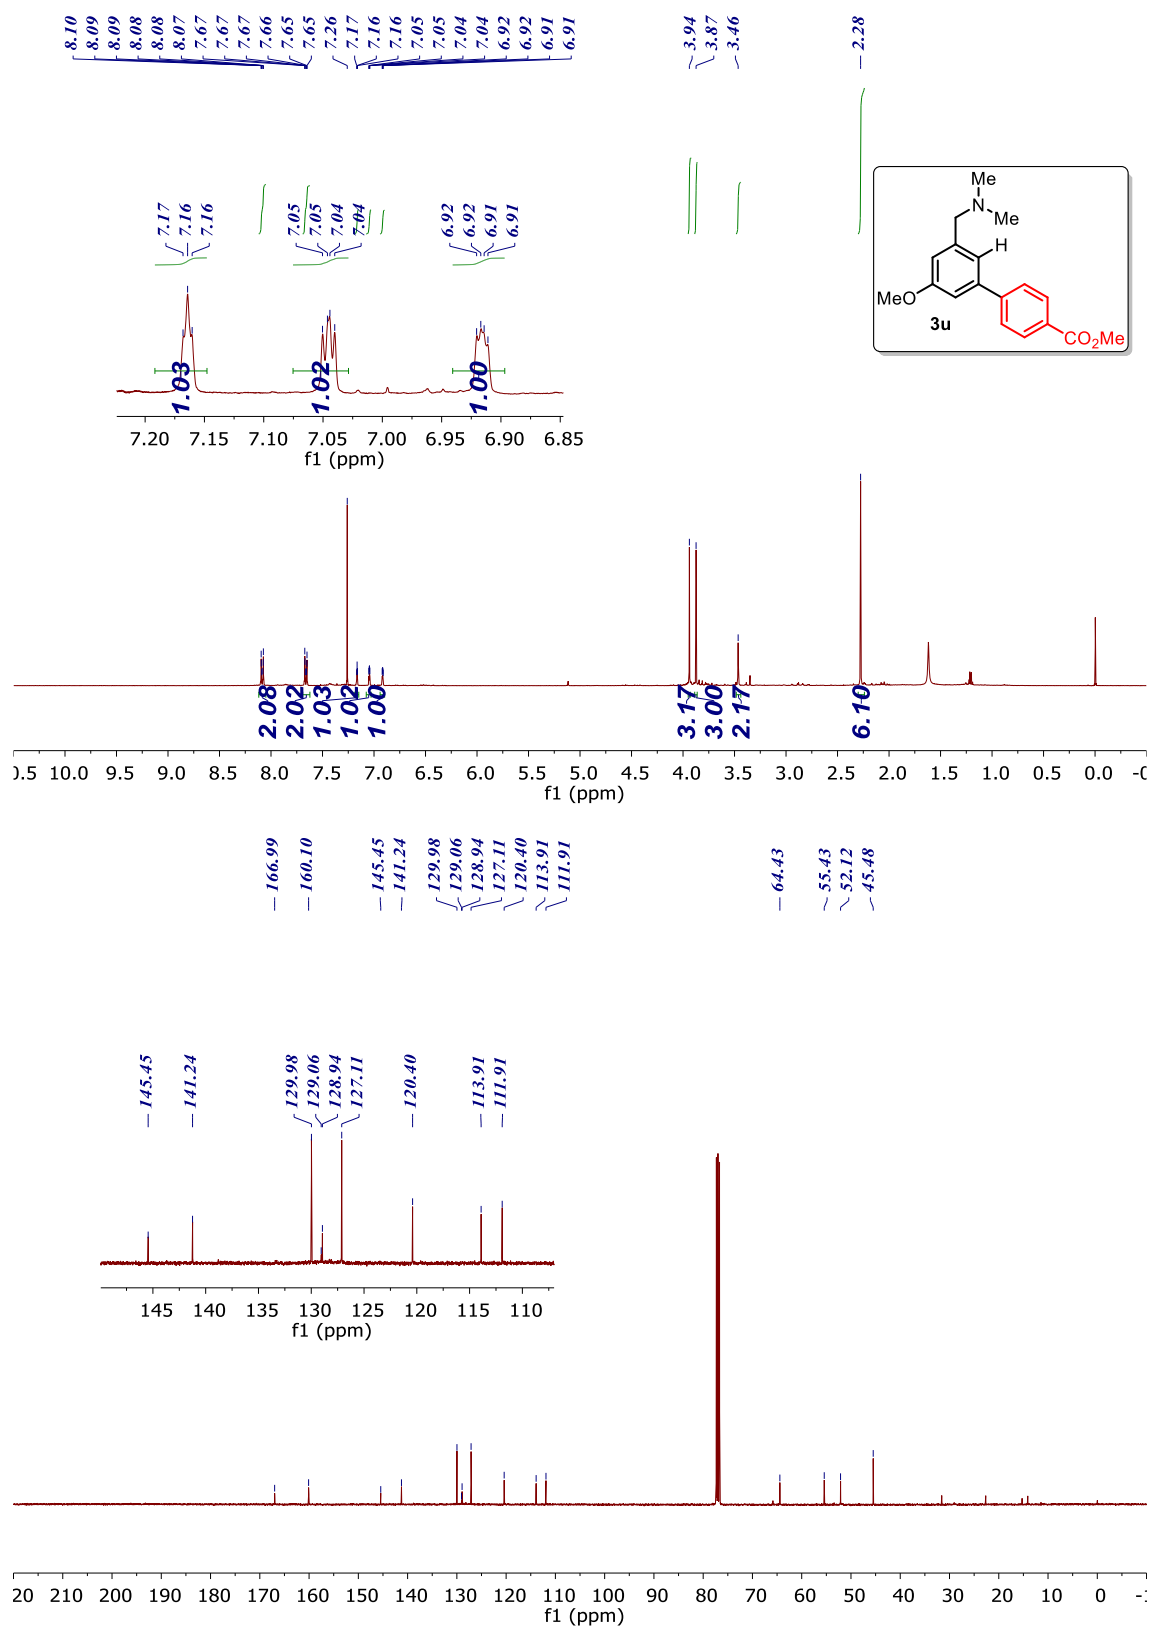 8.10 8.09 8.09 8.08 8.08 8.07 7.67 7.67 7.67 7.66 7.65 7.65 7.26 7.17 7.16 7.16 7.05 7.05 7.04 7.04 6.92 6.92 6.91 6.91 3.94 3.87 3.46 2.28
7.17 7.16 7.16 7.05 7.05 7.04 7.04 6.92 6.92 6.91 6.91
Me
N
Me
H
MeO
3u
CO2Me
1.03 1.02 1.00
7.20 7.15 7.10 7.05 7.00 6.95 6.90 6.85
f1 (ppm)
2.08 2.02 1.03 1.02 1.00 3.17 3.00 2.17 6.10
0.5 10.0 9.5 9.0 8.5 8.0 7.5 7.0 6.5 6.0 5.5 5.0 4.5 4.0 3.5 3.0 2.5 2.0 1.5 1.0 0.5 0.0 -0
f1 (ppm)
166.99 160.10 145.45 141.24 129.98 129.06 128.94 127.11 120.40 113.91 111.91 64.43 55.43 52.12 45.48
145.45 141.24 129.98 129.06 128.94 127.11 120.40 113.91 111.91
145 140 135 130 125 120 115 110
f1 (ppm)
20 210 200 190 180 170 160 150 140 130 120 110 100 90 80 70 60 50 40 30 20 10 0 -1
f1 (ppm)